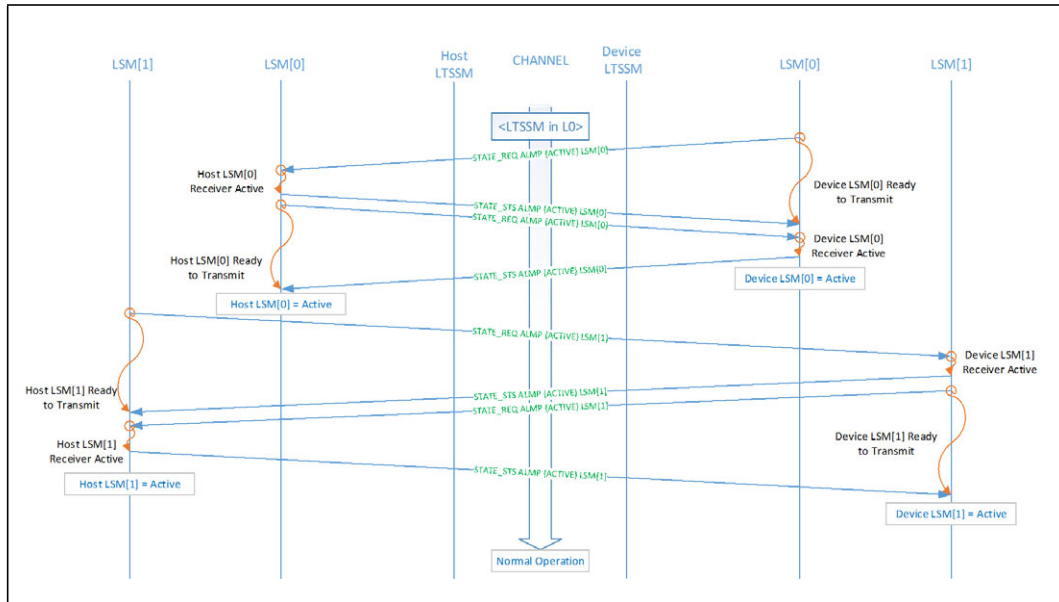 LSM[1]
LSM[0]
Host
LTSSM
CHANNEL
Device
LTSSM
LSM[0]
LSM[1]
<LTSSM in L0>
STATE_REQ ALMP {ACTIVE} LSM[0]
Host LSM[0]
Receiver Active
Device LSM[0] Ready
to Transmit
STATE_STS ALMP {ACTIVE} LSM[0]
STATE_REQ ALMP {ACTIVE} LSM[0]
Device LSM[0]
Receiver Active
Host LSM[0] Ready
to Transmit
STATE_STS ALMP {ACTIVE} LSM[0]
Device LSM[0] = Active
Host LSM[0] = Active
STATE_REQ ALMP {ACTIVE} LSM[1]
Device LSM[1]
Receiver Active
Host LSM[1] Ready
to Transmit
STATE_STS ALMP {ACTIVE} LSM[1]
STATE_REQ ALMP {ACTIVE} LSM[1]
Host LSM[1]
Receiver Active
Device LSM[1] Ready
to Transmit
STATE_STS ALMP {ACTIVE} LSM[1]
Host LSM[1] = Active
Device LSM[1] = Active
Normal Operation